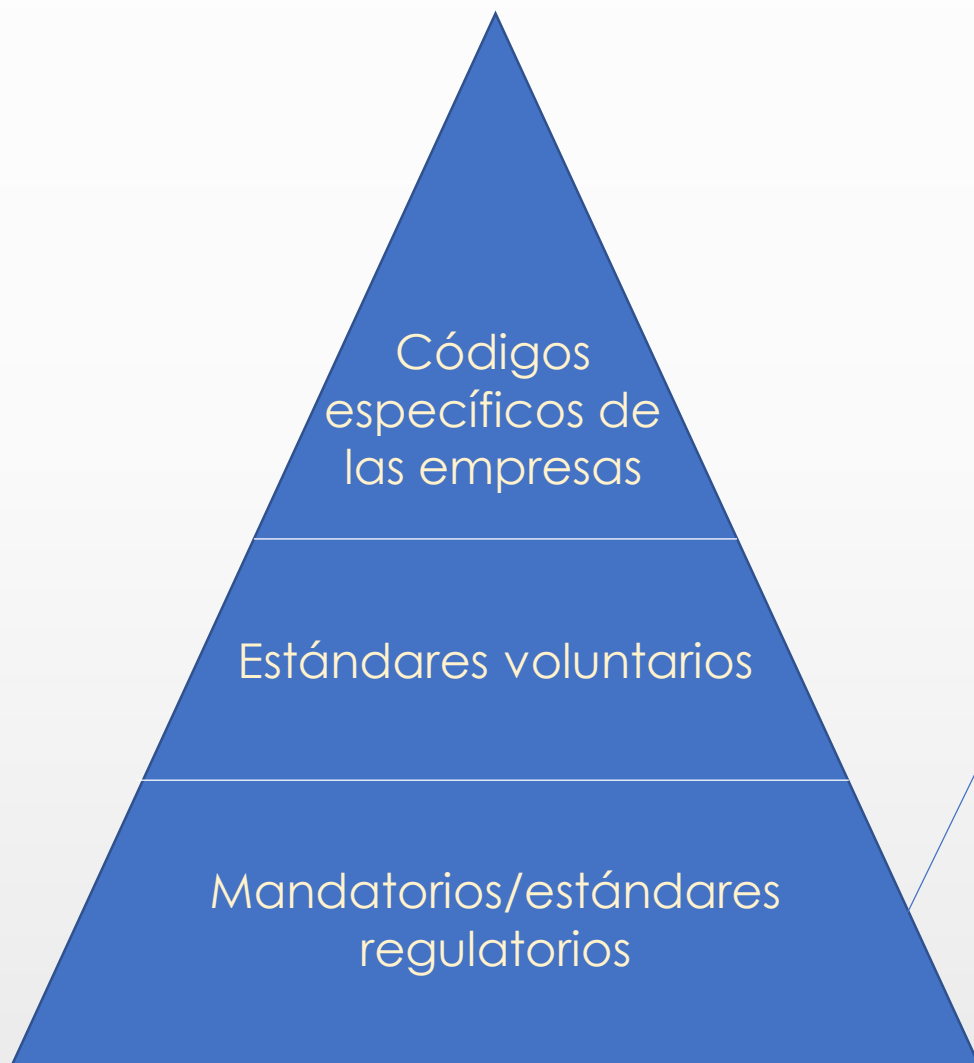 Códigos
específicos de
las empresas
Estándares voluntarios
Mandatorios/estándares
regulatorios